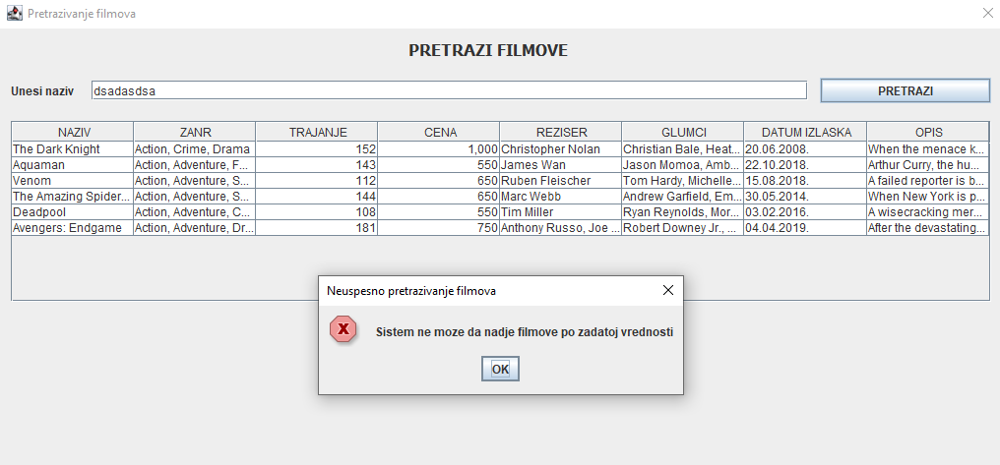 Pretrazivanje filmova
PRETRAZI FILMOVE
Unesi naziv dsadasdsa PRETRAZI
NAZIV ZANR TRAJANJE CENA REZISER GLUMCI DATUM IZLASKA OPIS
The Dark Knight Action, Crime, Drama 152 1,000 Christopher Nolan Christian Bale, Heat... 20.06.2008. When the menace k...
Aquaman Action, Adventure, F... 143 550 James Wan Jason Momoa, Amb... 22.10.2018. Arthur Curry, the hu...
Venom Action, Adventure, S... 112 650 Ruben Fleischer Tom Hardy, Michelle... 15.08.2018. A failed reporter is b...
The Amazing Spider... Action, Adventure, S... 144 650 Marc Webb Andrew Garfield, Em... 30.05.2014. When New York is p...
Deadpool Action, Adventure, C... 108 550 Tim Miller Ryan Reynolds, Mor... 03.02.2016. A wisecracking mer...
Avengers: Endgame Action, Adventure, Dr... 181 750 Anthony Russo, Joe ... Robert Downey Jr., ... 04.04.2019. After the devastating...
Neuspesno pretrazivanje filmova
Sistem ne moze da nadje filmove po zadatoj vrednosti
OK